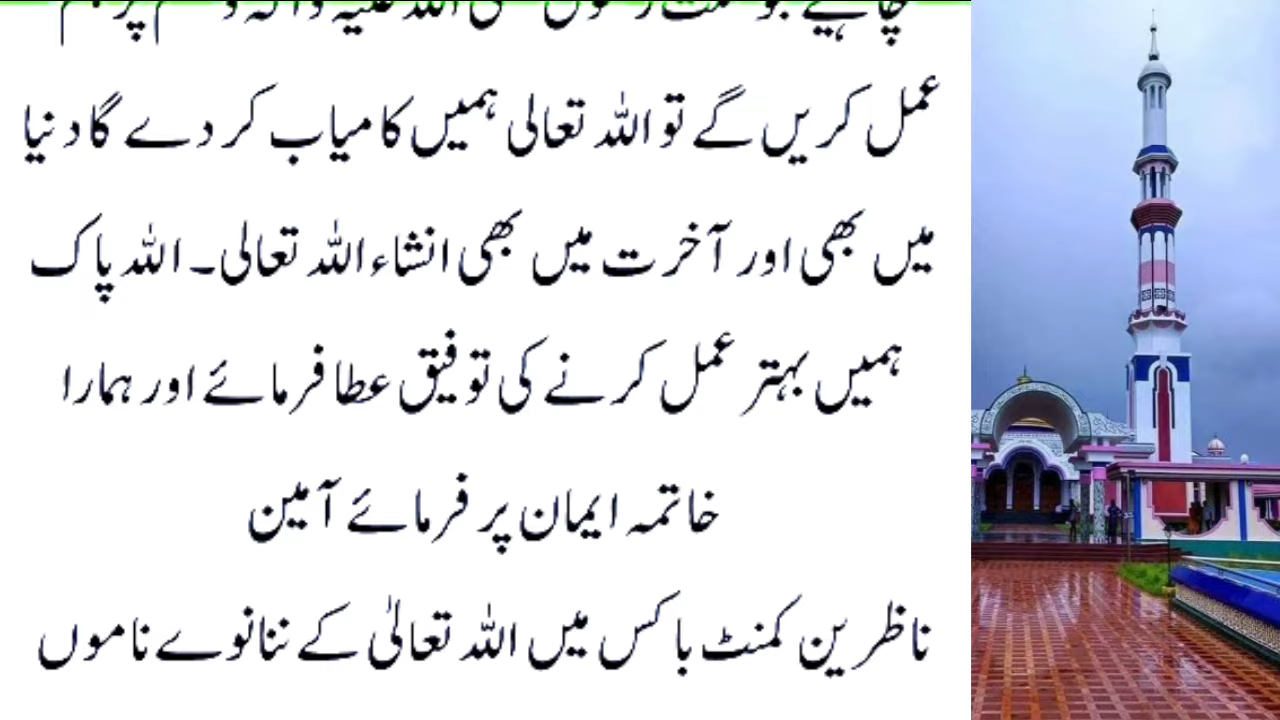 عمل کریں گے تو اللہ تعالی ہمیں کامیاب کر دے گا دنیا
میں بھی اور آخرت میں بھی انشاء اللہ تعالی۔ اللہ پاک
ہمیں بہتر عمل کرنے کی توفیق عطا فرمائے اور ہمارا
خاتمہ ایمان پر فرمائے آمین
ناظرین کمنٹ باکس میں اللہ تعالیٰ کے ننانوے ناموں